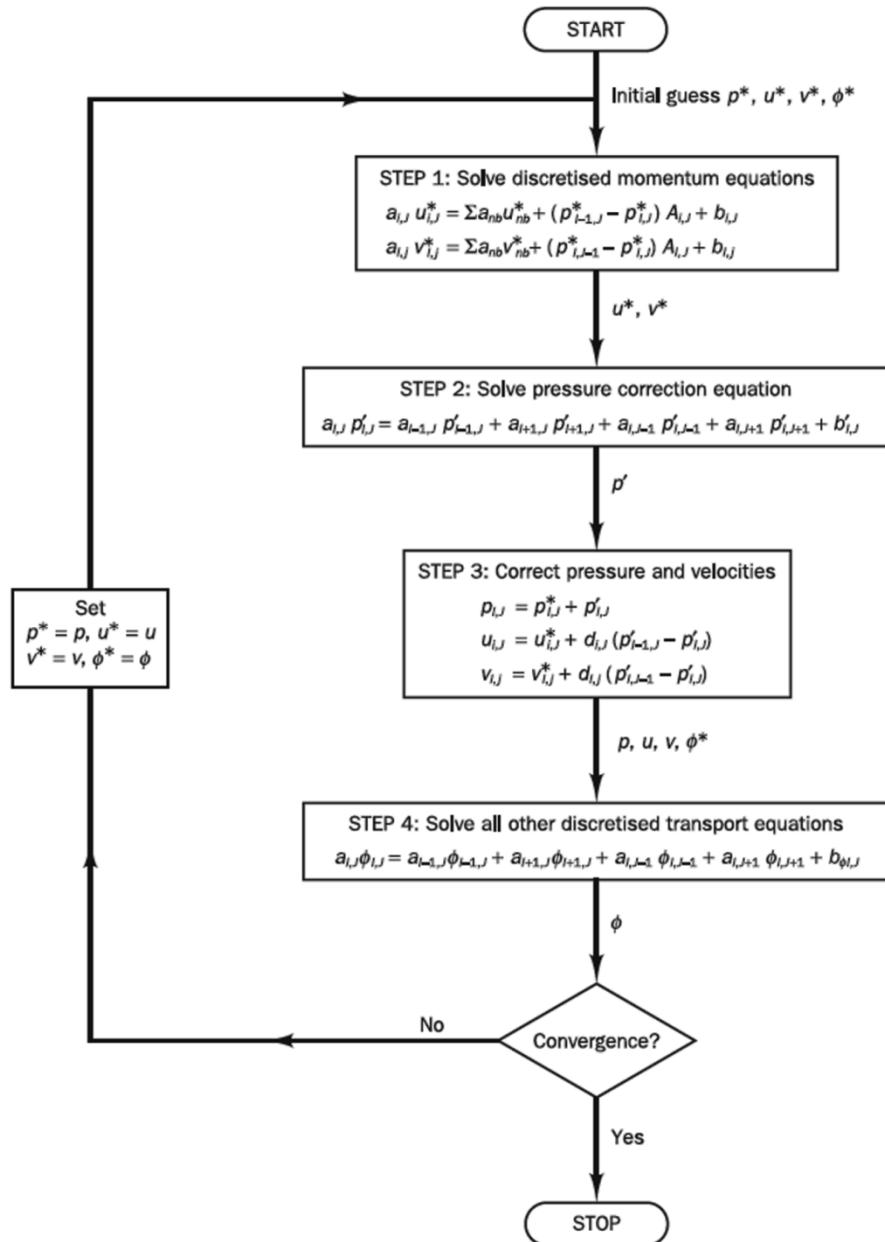 START
Initial guess p*, u*, v*, ϕ*
STEP 1: Solve discretised momentum equations
a_{i,J} u*_{i,J} = Σa_{nb}u*_{nb} + (p*_{I–1,J} – p*_{I,J}) A_{i,J} + b_{i,J}
a_{I,j} v*_{I,j} = Σa_{nb}v*_{nb} + (p*_{I,J–1} – p*_{I,J}) A_{I,J} + b_{I,j}
u*, v*
STEP 2: Solve pressure correction equation
a_{I,J} p′_{I,J} = a_{I–1,J} p′_{I–1,J} + a_{I+1,J} p′_{I+1,J} + a_{I,J–1} p′_{I,J–1} + a_{I,J+1} p′_{I,J+1} + b′_{I,J}
p′
STEP 3: Correct pressure and velocities
p_{I,J} = p*_{I,J} + p′_{I,J}
u_{i,J} = u*_{i,J} + d_{i,J} (p′_{I–1,J} – p′_{I,J})
v_{I,j} = v*_{I,j} + d_{I,j} (p′_{I,J–1} – p′_{I,J})
Set
p* = p, u* = u
v* = v, ϕ* = ϕ
p, u, v, ϕ*
STEP 4: Solve all other discretised transport equations
a_{I,J}ϕ_{I,J} = a_{I–1,J}ϕ_{I–1,J} + a_{I+1,J}ϕ_{I+1,J} + a_{I,J–1} ϕ_{I,J–1} + a_{I,J+1} ϕ_{I,J+1} + b_{ϕI,J}
ϕ
No
Convergence?
Yes
STOP